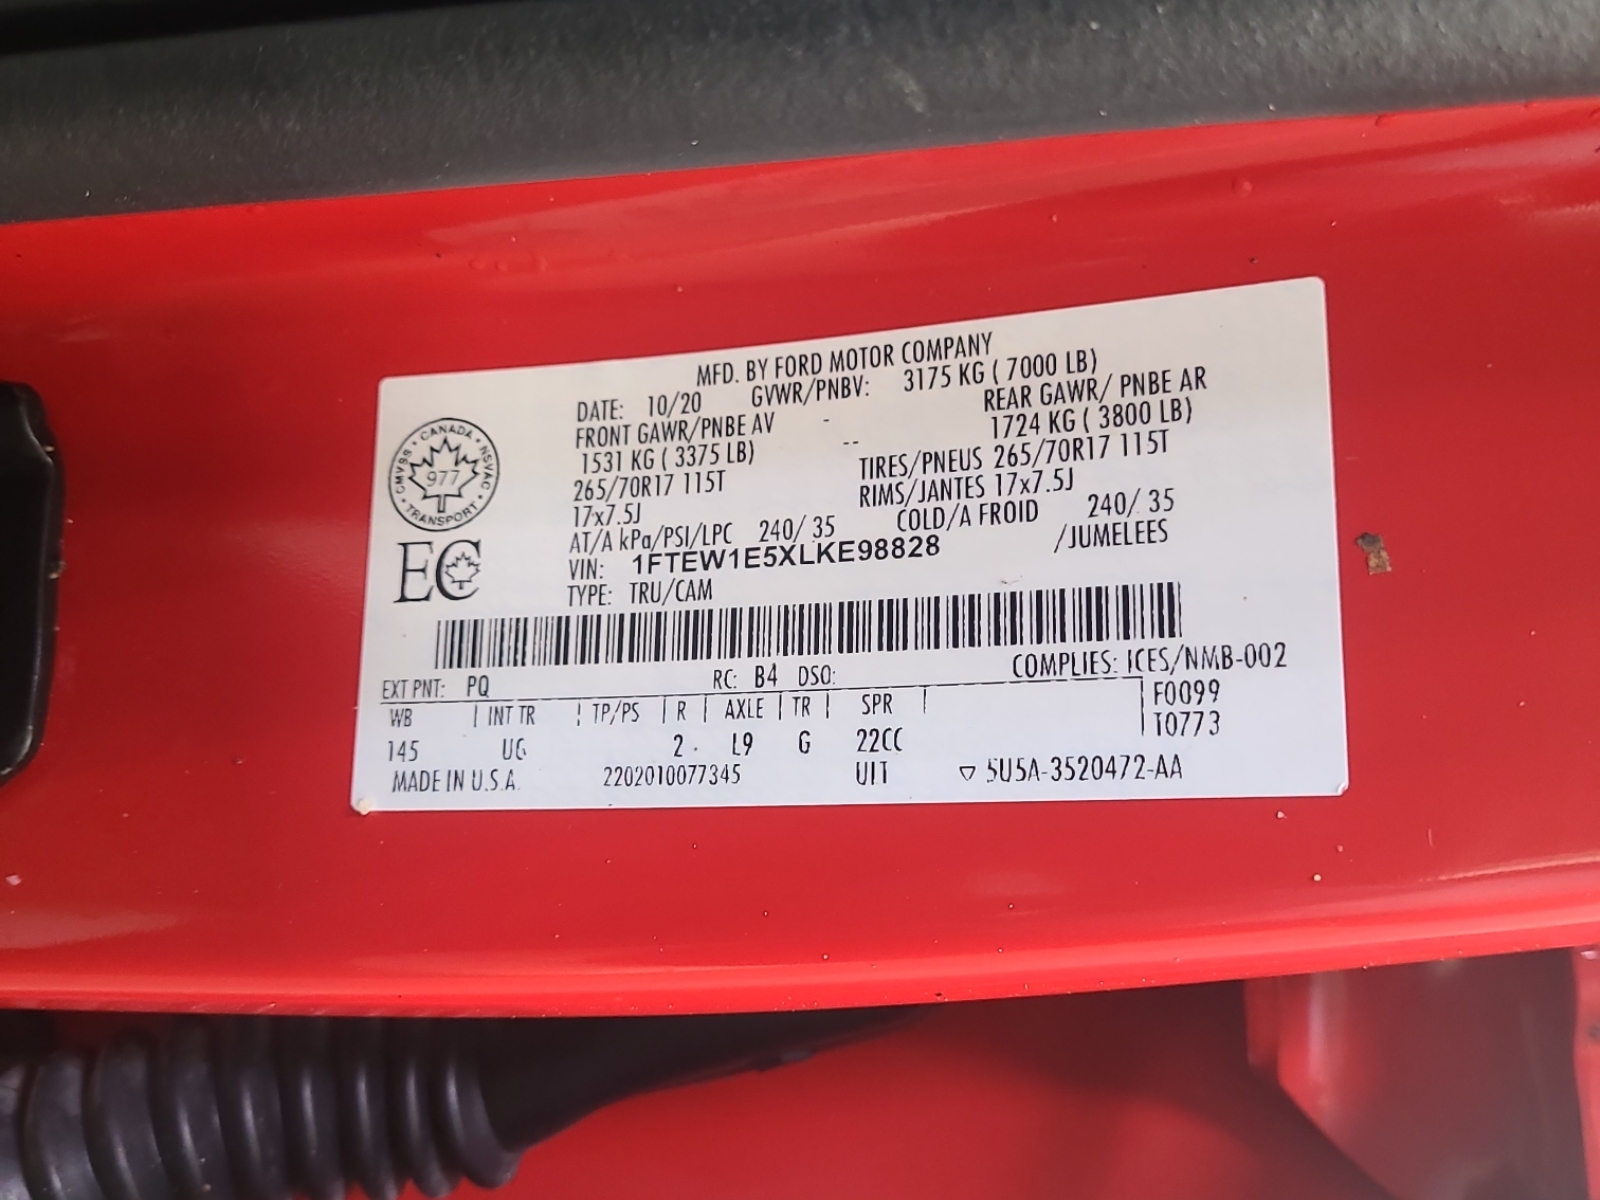 MFD. BY FORD MOTOR COMPANY
DATE: 10/20 GVWR/PNBV: 3175 KG ( 7000 LB)
FRONT GAWR/PNBE AV - REAR GAWR/ PNBE AR
1531 KG ( 3375 LB) -- 1724 KG ( 3800 LB)
265/70R17 115T TIRES/PNEUS 265/70R17 115T
17x7.5J RIMS/JANTES 17x7.5J
AT/A kPa/PSI/LPC 240/ 35 COLD/A FROID 240/ 35
VIN: 1FTEW1E5XLKE98828 /JUMELEES
TYPE: TRU/CAM
CANADA
CMVSS NSVAC
977
TRANSPORT
EC
COMPLIES: ICES/NMB-002
EXT PNT: PQ RC: B4 DSO:
F0099
WB | INT TR | TP/PS | R | AXLE | TR | SPR |
T0773
145 UG 2 L9 G 22CC
MADE IN U.S.A. 2202010077345 UIT ▽ 5U5A-3520472-AA